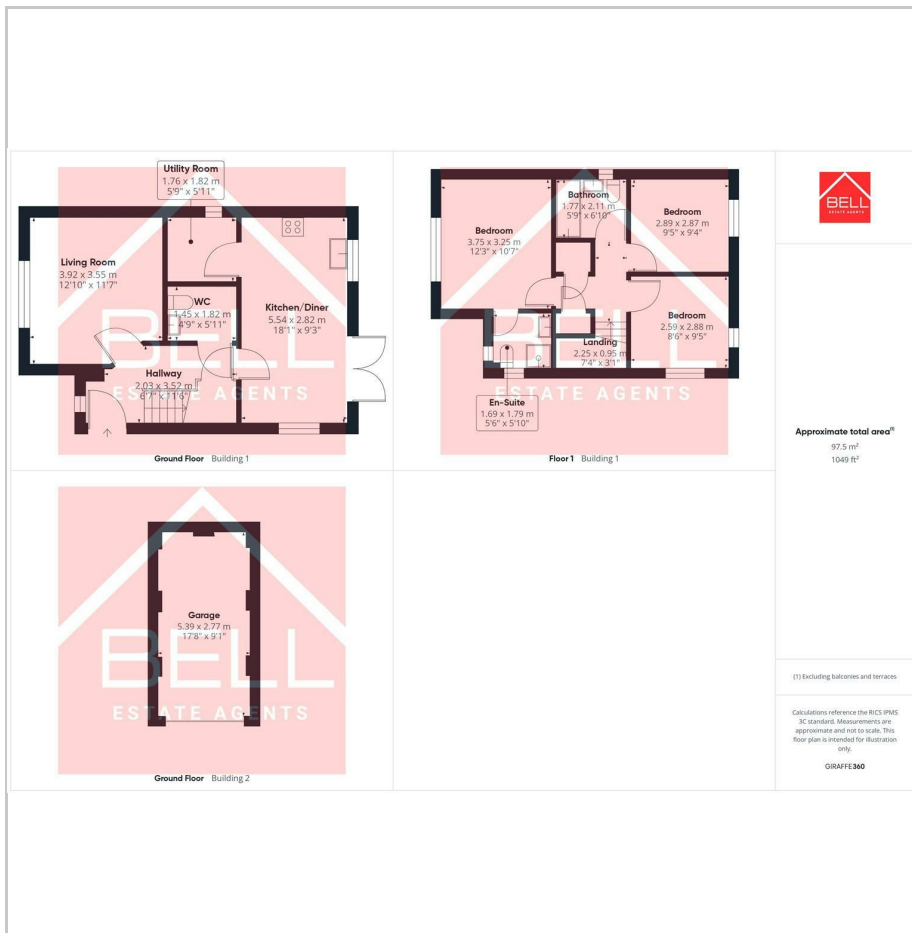 Utility Room
1.76 x 1.82 m
5'9" x 5'11"
Living Room
3.92 x 3.55 m
12'10" x 11'7"
WC
1.45 x 1.82 m
4'9" x 5'11"
Kitchen/Diner
5.54 x 2.82 m
18'1" x 9'3"
Hallway
2.03 x 3.52 m
6'7" x 11'6"
BELL
ESTATE AGENTS
Ground Floor Building 1
Bathroom
1.77 x 2.11 m
5'9" x 6'10"
Bedroom
3.75 x 3.25 m
12'3" x 10'7"
Bedroom
2.89 x 2.87 m
9'5" x 9'4"
Bedroom
2.59 x 2.88 m
8'6" x 9'5"
Landing
2.25 x 0.95 m
7'4" x 3'1"
En-Suite
1.69 x 1.79 m
5'6" x 5'10"
BELL
ESTATE AGENTS
Floor 1 Building 1
Garage
5.39 x 2.77 m
17'8" x 9'1"
BELL
ESTATE AGENTS
Ground Floor Building 2
BELL
ESTATE AGENTS
Approximate total area(1)
97.5 m²
1049 ft²
(1) Excluding balconies and terraces
Calculations reference the RICS IPMS
3C standard. Measurements are
approximate and not to scale. This
floor plan is intended for illustration
only.
GIRAFFE360